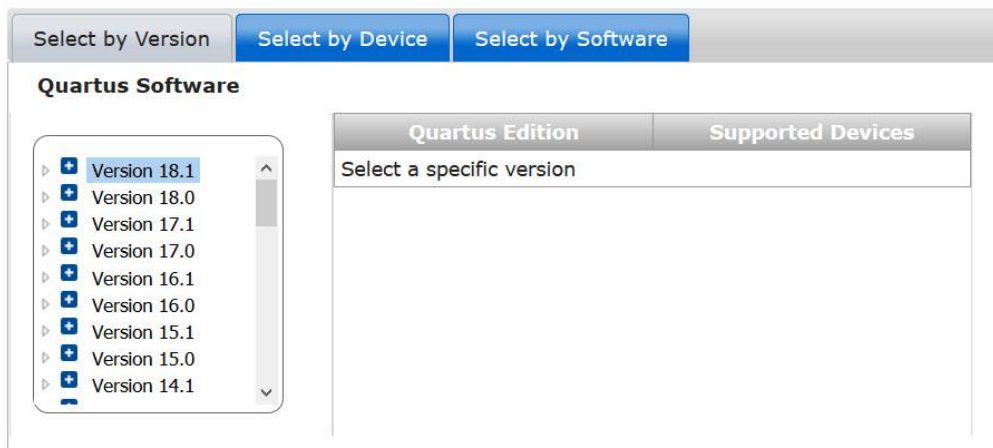 Select by Version
Select by Device
Select by Software
Quartus Software
Quartus Edition
Supported Devices
Select a specific version
Version 18.1
Version 18.0
Version 17.1
Version 17.0
Version 16.1
Version 16.0
Version 15.1
Version 15.0
Version 14.1